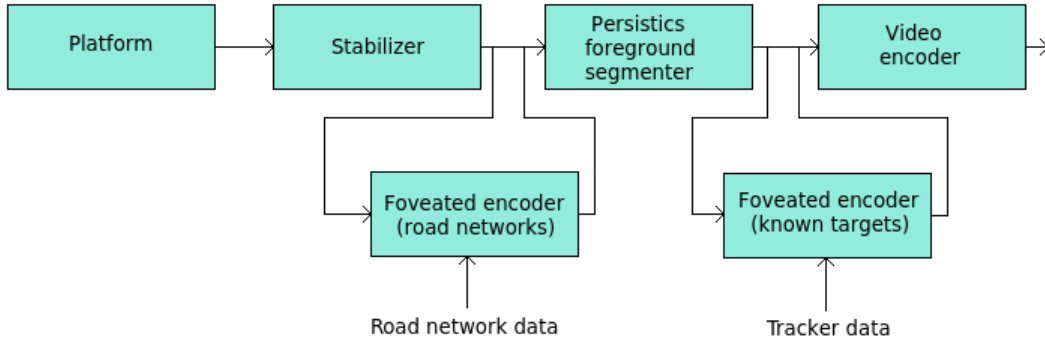 Platform
Stabilizer
Persistics
foreground
segmenter
Video
encoder
Foveated encoder
(road networks)
Foveated encoder
(known targets)
Road network data
Tracker data